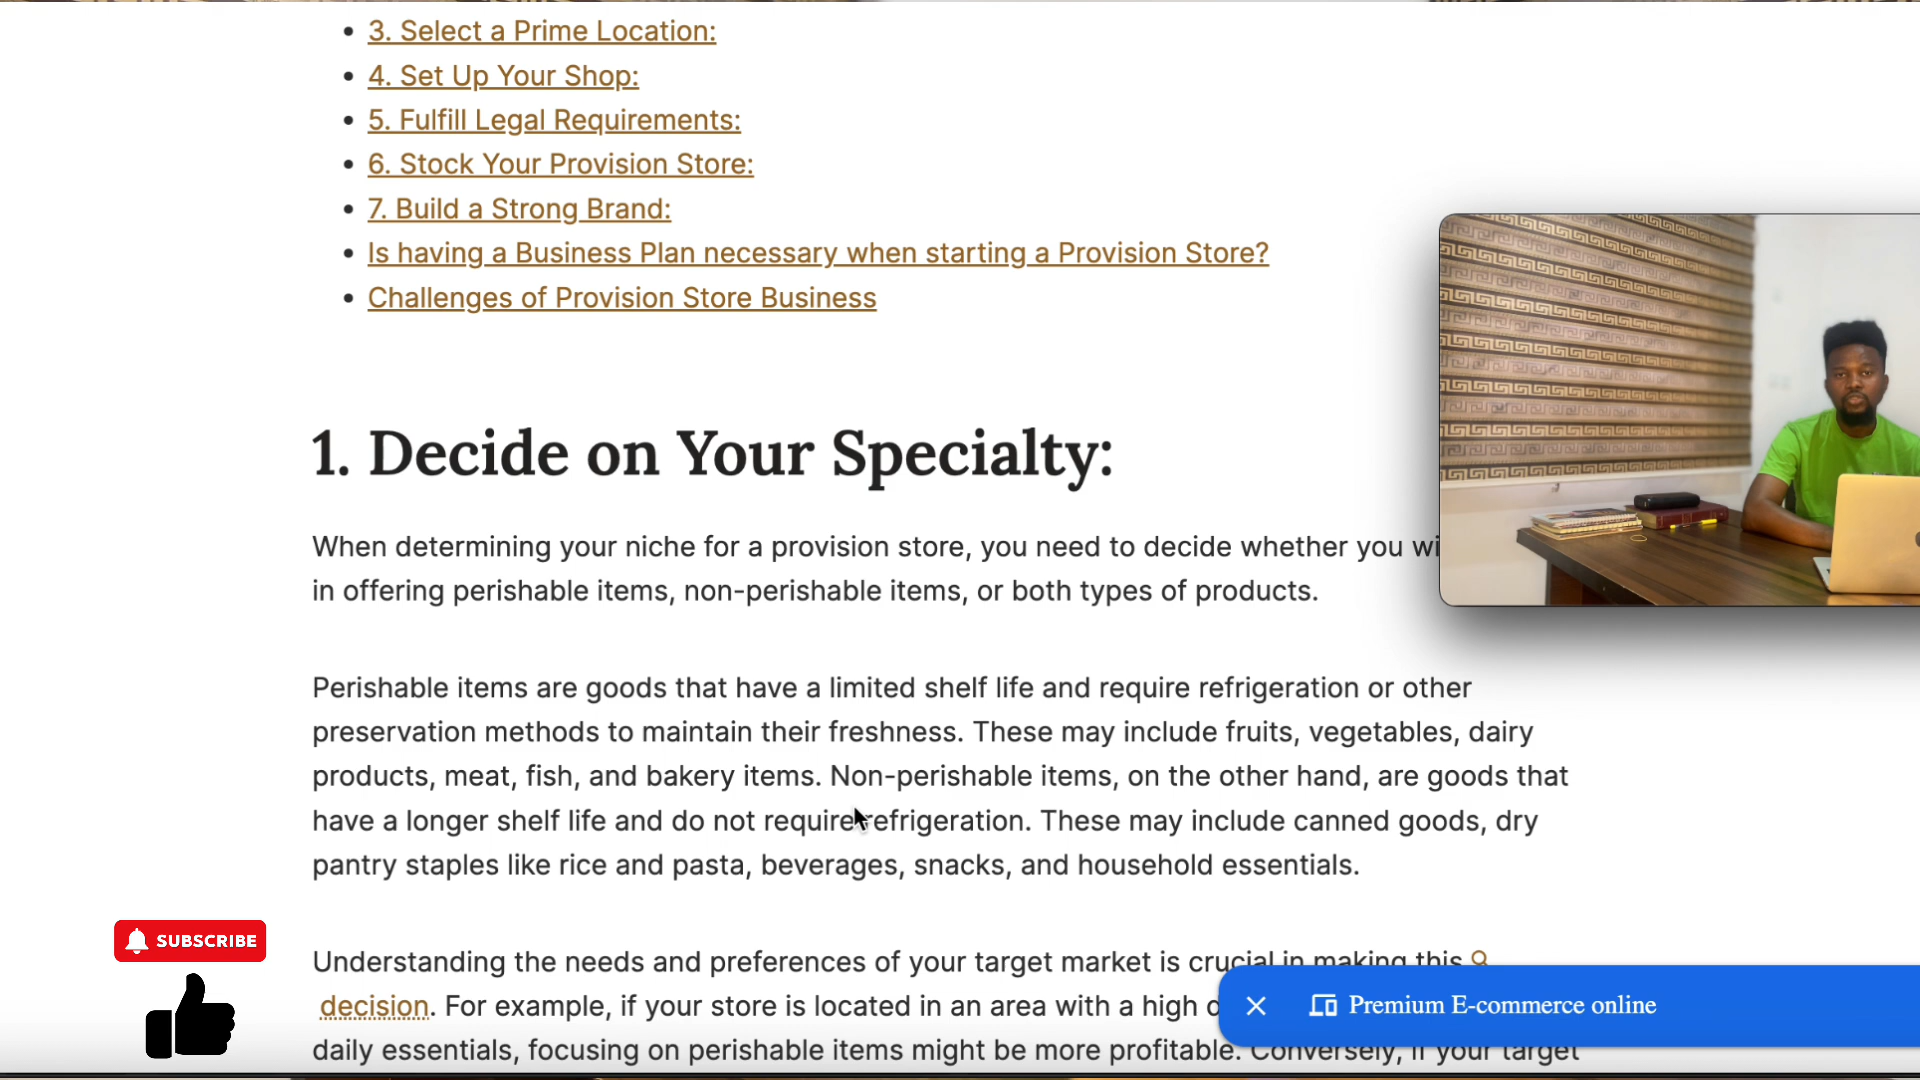 3. Select a Prime Location:
4. Set Up Your Shop:
5. Fulfill Legal Requirements:
6. Stock Your Provision Store:
7. Build a Strong Brand:
Is having a Business Plan necessary when starting a Provision Store?
Challenges of Provision Store Business
1. Decide on Your Specialty:
When determining your niche for a provision store, you need to decide whether you
in offering perishable items, non-perishable items, or both types of products.
Perishable items are goods that have a limited shelf life and require refrigeration or other
preservation methods to maintain their freshness. These may include fruits, vegetables, dairy
products, meat, fish, and bakery items. Non-perishable items, on the other hand, are goods that
have a longer shelf life and do not require refrigeration. These may include canned goods, dry
pantry staples like rice and pasta, beverages, snacks, and household essentials.
Understanding the needs and preferences of your target market is crucial in making this
decision. For example, if your store is located in an area with a high
daily essentials, focusing on perishable items might be more profitable. Conversely, if your target
SUBSCRIBE
Premium E-commerce online